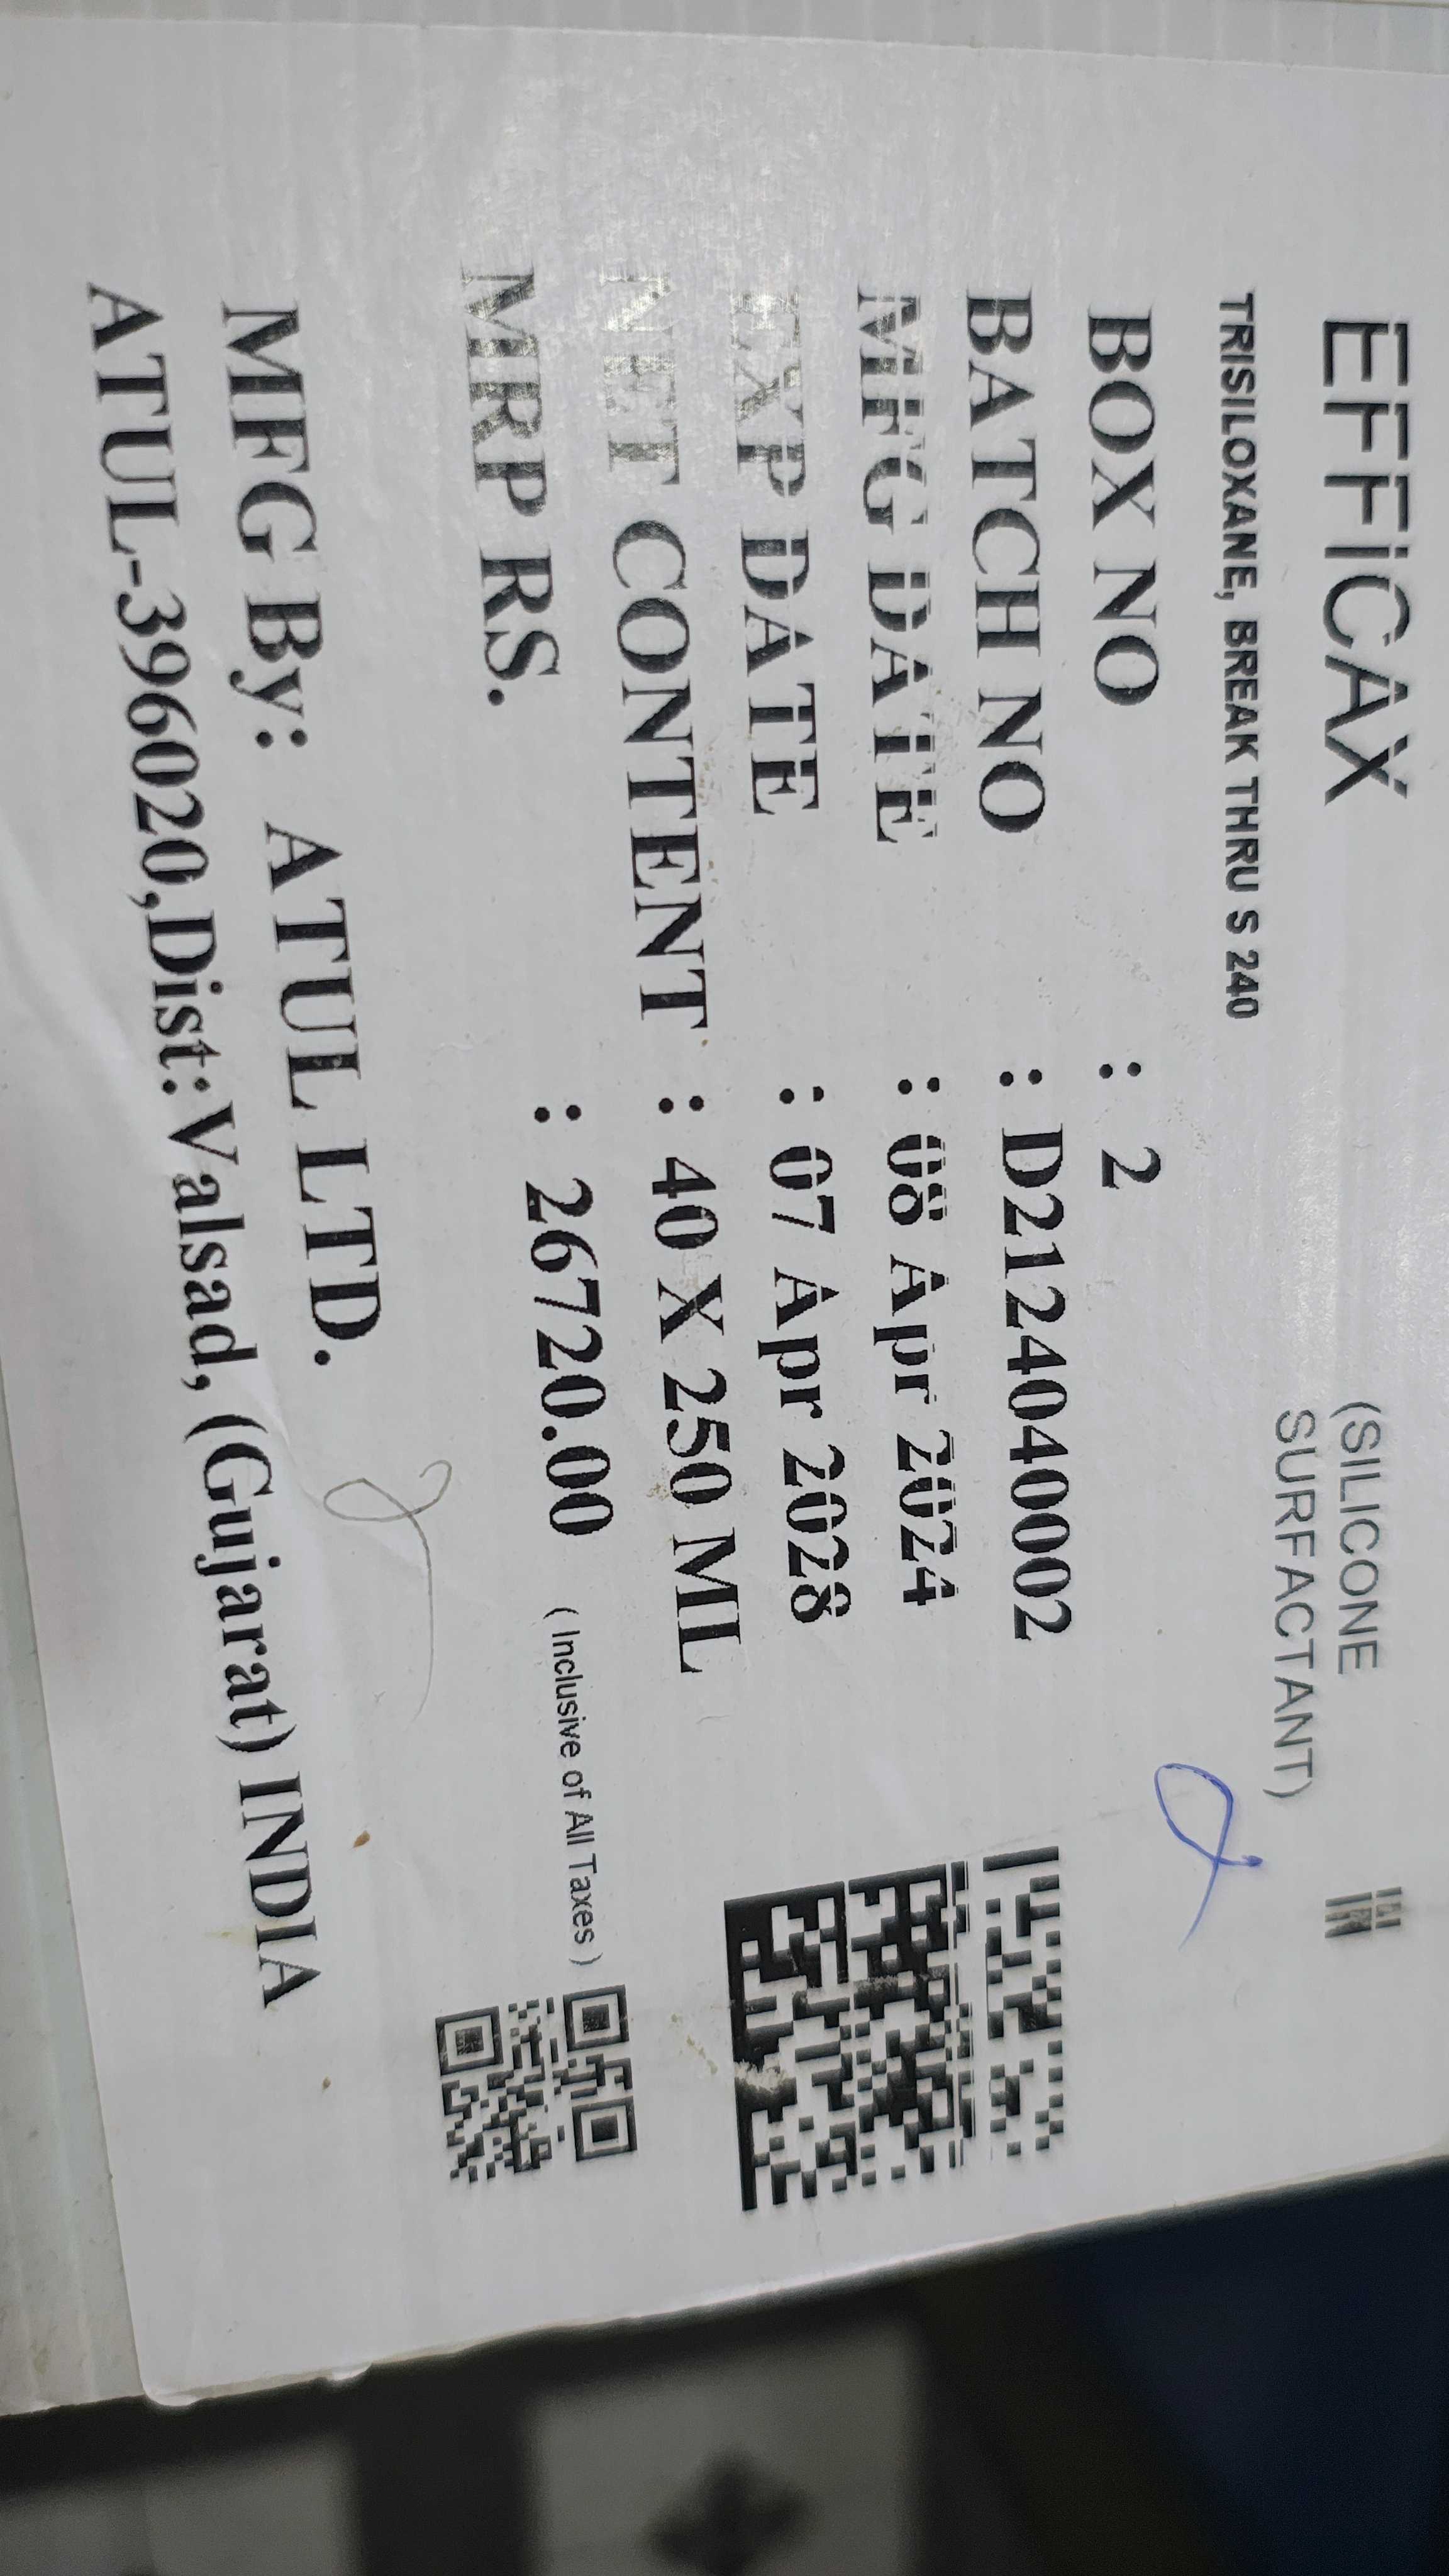 EFFiCAX
(SILICONE
SURFACTANT)
TRISILOXANE, BREAK THRU S 240
BOX NO : 2
BATCH NO : D212404002
MFG DATE : 08 Apr 2024
EXP DATE : 07 Apr 2028
NET CONTENT : 40 X 250 ML
MRP RS. : 26720.00 ( Inclusive of All Taxes )
MFG By: ATUL LTD.
ATUL-396020,Dist:Valsad, (Gujarat) INDIA